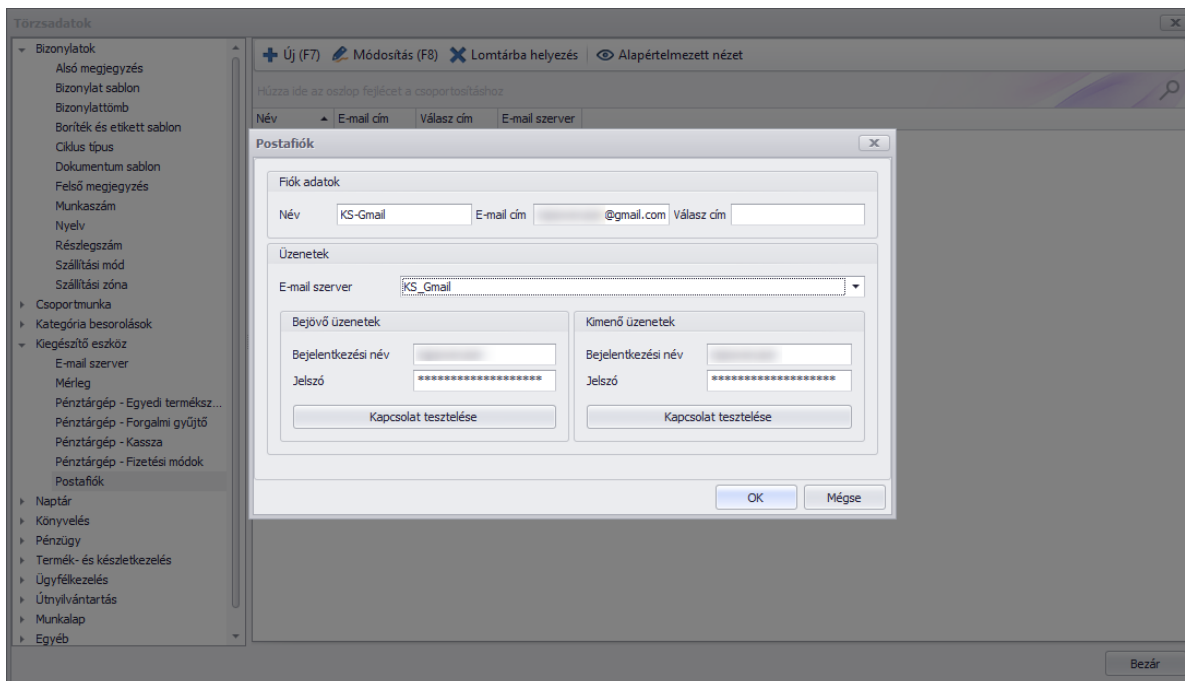 Törzsadatok
Bizonylatok
Alsó megjegyzés
Bizonylat sablon
Bizonylattömb
Boríték és etikett sablon
Ciklus típus
Dokumentum sablon
Felső megjegyzés
Munkaszám
Nyelv
Részlegszám
Szállítási mód
Szállítási zóna
Csoportmunka
Kategória besorolások
Kiegészítő eszköz
E-mail szerver
Mérleg
Pénztárgép - Egyedi terméksz...
Pénztárgép - Forgalmi gyűjtő
Pénztárgép - Kassza
Pénztárgép - Fizetési módok
Postafiók
Naptár
Könyvelés
Pénzügy
Termék- és készletkezelés
Ügyfélkezelés
Útnyilvántartás
Munkalap
Egyéb
Új (F7) Módosítás (F8) Lomtárba helyezés Alapértelmezett nézet
Húzza ide az oszlop fejlécet a csoportosításhoz
Név E-mail cím Válasz cím E-mail szerver
Postafiók
Fiók adatok
Név KS-Gmail E-mail cím @gmail.com Válasz cím
Üzenetek
E-mail szerver KS_Gmail
Bejövő üzenetek
Bejelentkezési név
Jelszó *******************
Kapcsolat tesztelése
Kimenő üzenetek
Bejelentkezési név
Jelszó *******************
Kapcsolat tesztelése
OK Mégse
Bezár